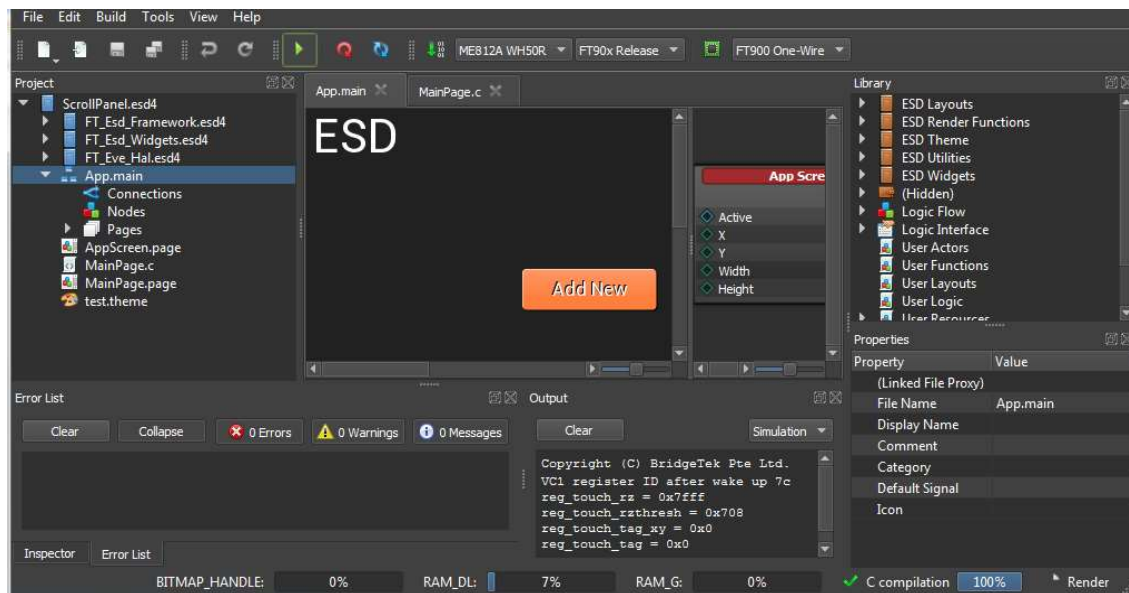 File Edit Build Tools View Help
ME812A WH50R FT90x Release FT900 One-Wire
Project
ScrollPanel.esd4
FT_Esd_Framework.esd4
FT_Esd_Widgets.esd4
FT_Eve_Hal.esd4
App.main
Connections
Nodes
Pages
AppScreen.page
MainPage.c
MainPage.page
test.theme
App.main MainPage.c
ESD
Add New
App Scre
Active
X
Y
Width
Height
Library
ESD Layouts
ESD Render Functions
ESD Theme
ESD Utilities
ESD Widgets
(Hidden)
Logic Flow
Logic Interface
User Actors
User Functions
User Layouts
User Logic
User Resources
Properties
Property Value
(Linked File Proxy)
File Name App.main
Display Name
Comment
Category
Default Signal
Icon
Error List
Clear Collapse 0 Errors 0 Warnings 0 Messages
Inspector Error List
Output
Clear Simulation
Copyright (C) BridgeTek Pte Ltd.
VC1 register ID after wake up 7c
reg_touch_rz = 0x7fff
reg_touch_rzthresh = 0x708
reg_touch_tag_xy = 0x0
reg_touch_tag = 0x0
BITMAP_HANDLE: 0% RAM_DL: 7% RAM_G: 0% C compilation 100% Render